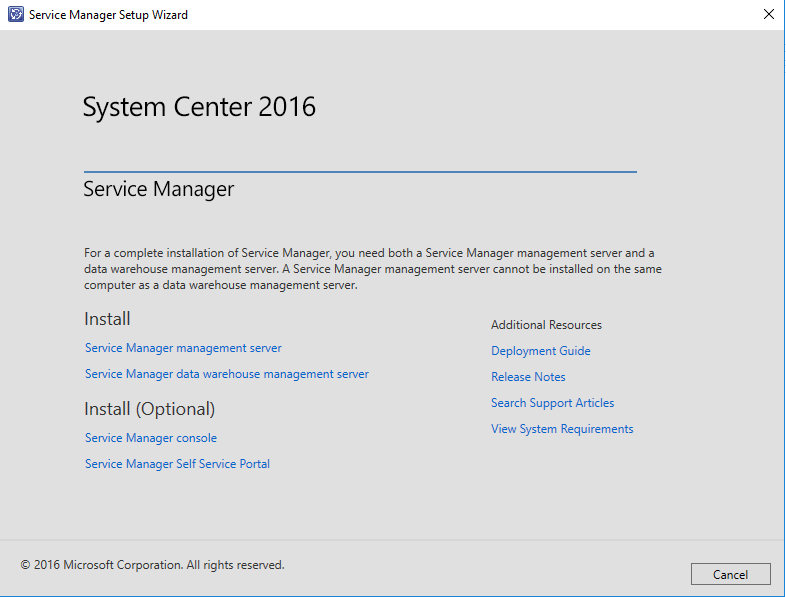 Service Manager Setup Wizard
System Center 2016
Service Manager
For a complete installation of Service Manager, you need both a Service Manager management server and a
data warehouse management server. A Service Manager management server cannot be installed on the same
computer as a data warehouse management server.
Install
Service Manager management server
Service Manager data warehouse management server
Install (Optional)
Service Manager console
Service Manager Self Service Portal
Additional Resources
Deployment Guide
Release Notes
Search Support Articles
View System Requirements
© 2016 Microsoft Corporation. All rights reserved.
Cancel